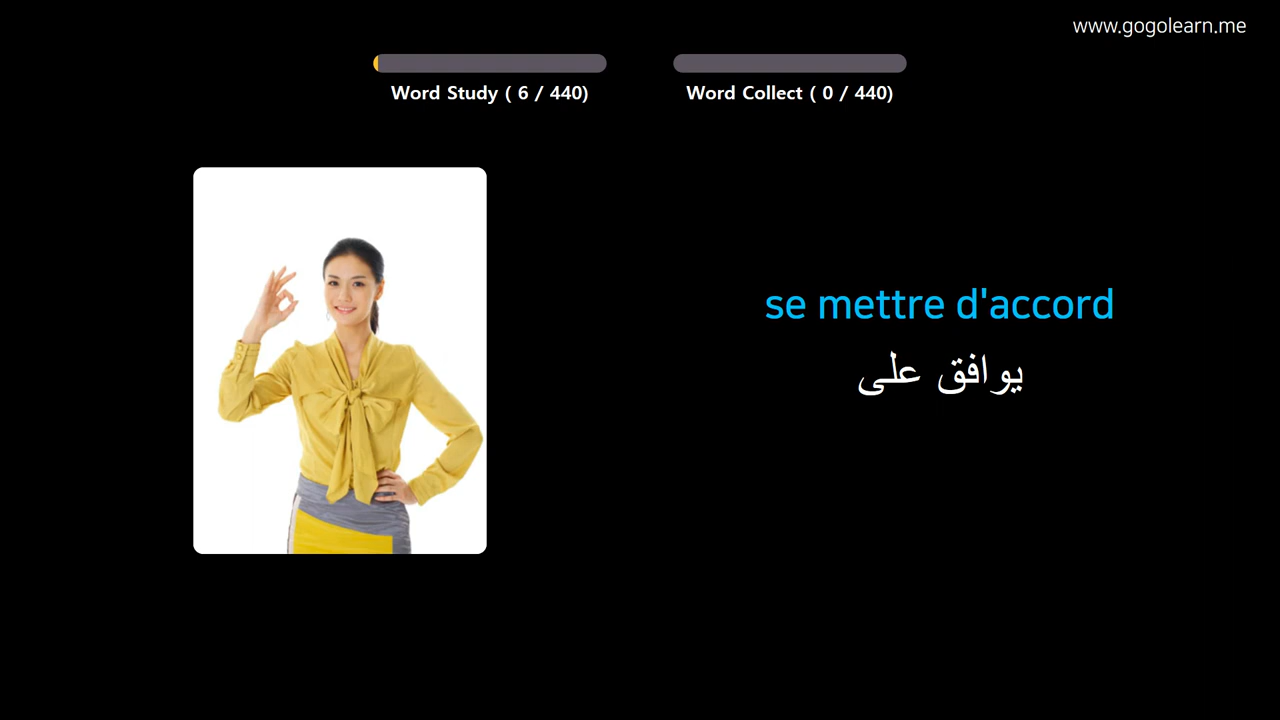 www.gogolearn.me
Word Study ( 6 / 440)
Word Collect ( 0 / 440)
se mettre d'accord
يوافق على